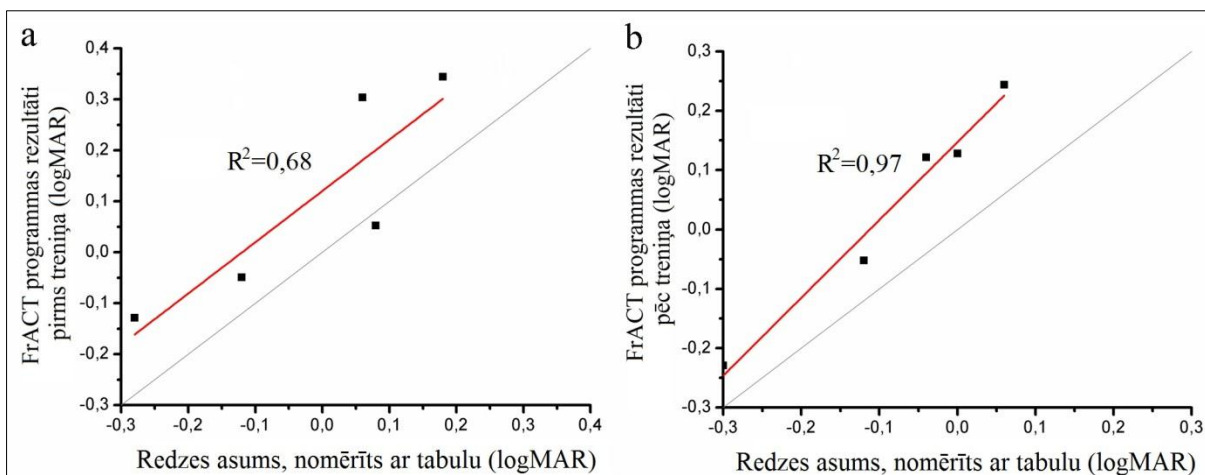 a
FrACT programmas rezultāti
pirms treniņa (logMAR)
0,4
0,3
0,2
0,1
0,0
-0,1
-0,2
-0,3
R²=0,68
-0,3 -0,2 -0,1 0,0 0,1 0,2 0,3 0,4
Redzes asums, nomērīts ar tabulu (logMAR)
b
FrACT programmas rezultāti
pēc treniņa (logMAR)
0,3
0,2
0,1
0,0
-0,1
-0,2
-0,3
R²=0,97
-0,3 -0,2 -0,1 0,0 0,1 0,2 0,3
Redzes asums, nomērīts ar tabulu (logMAR)